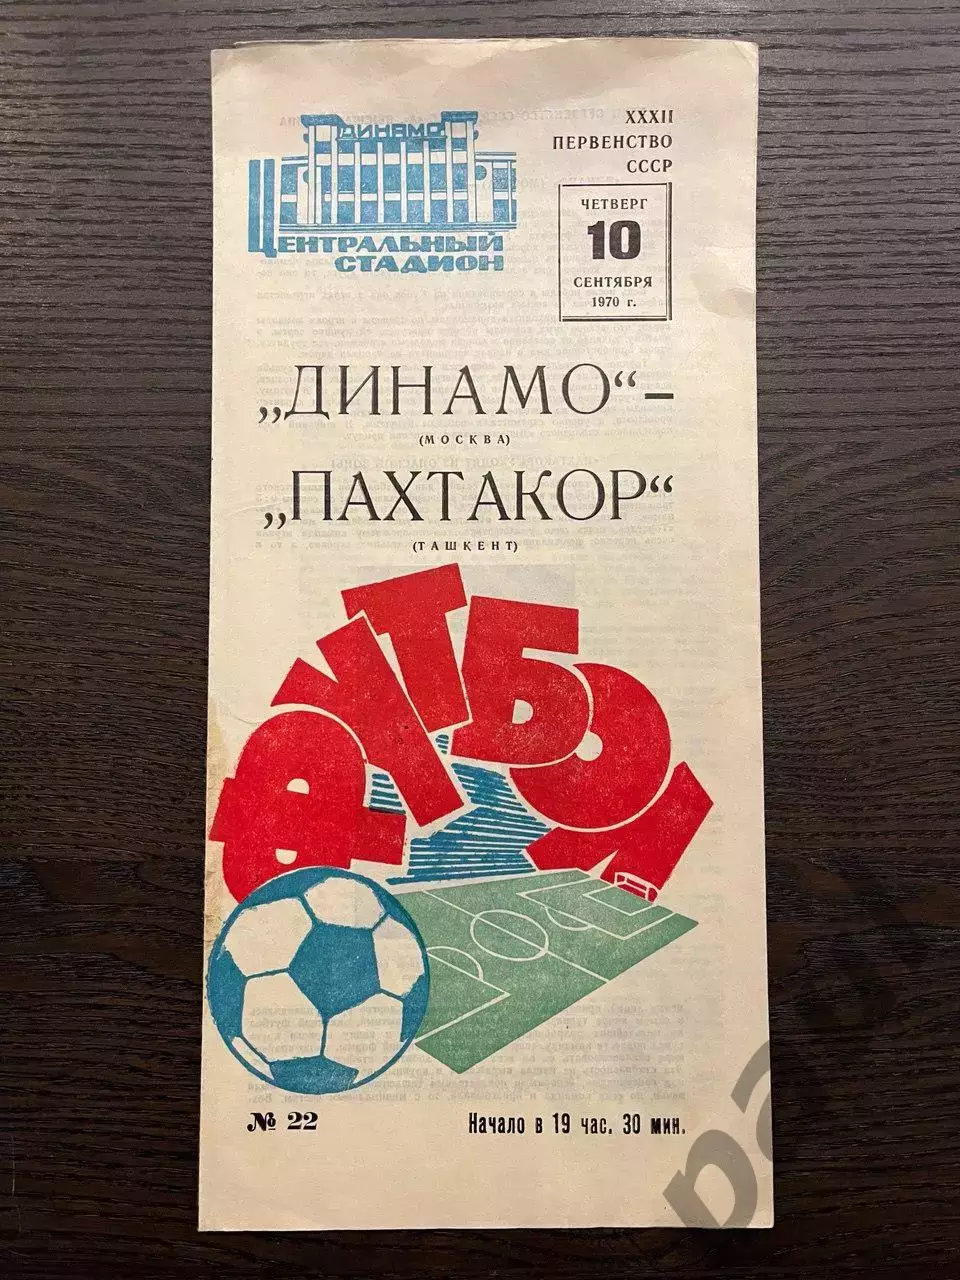 ДИНАМО
ЦЕНТРАЛЬНЫЙ
СТАДИОН
XXXII
ПЕРВЕНСТВО
СССР
ЧЕТВЕРГ
10
СЕНТЯБРЯ
1970 г.
„ДИНАМО“ –
(МОСКВА)
„ПАХТАКОР“
(ТАШКЕНТ)
ФУТБОЛ
№ 22
Начало в 19 час. 30 мин.